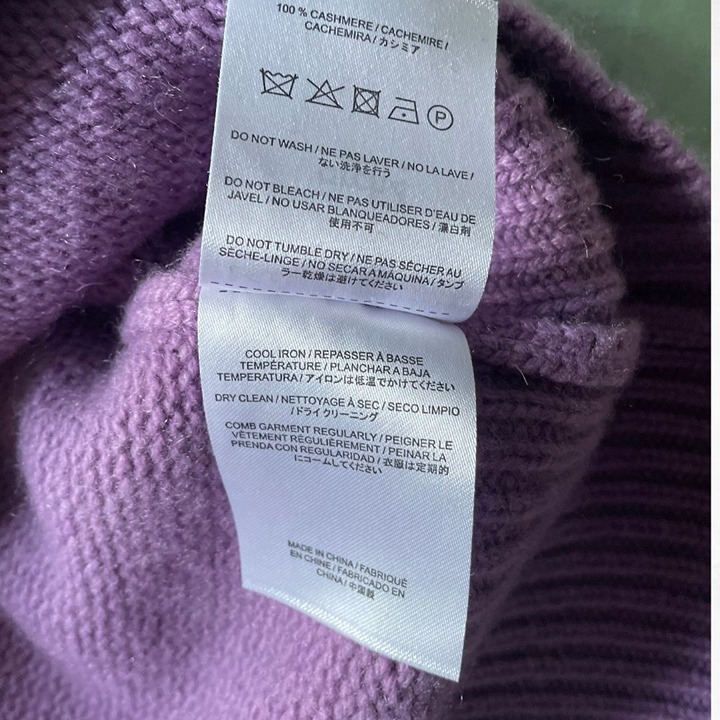 100 % CASHMERE / CACHEMIRE /
CACHEMIRA / カシミア
P
DO NOT WASH / NE PAS LAVER / NO LA LAVE /
ない洗浄を行う
DO NOT BLEACH / NE PAS UTILISER D'EAU DE
JAVEL / NO USAR BLANQUEADORES / 漂白剤
使用不可
DO NOT TUMBLE DRY / NE PAS SÉCHER AU
SÈCHE-LINGE / NO SECAR A MAQUINA / タンブ
ラー乾燥は避けてください
COOL IRON / REPASSER À BASSE
TEMPÉRATURE / PLANCHAR A BAJA
TEMPERATURA / アイロンは低温でかけてください
DRY CLEAN / NETTOYAGE À SEC / SECO LIMPIO
/ ドライ クリーニング
COMB GARMENT REGULARLY / PEIGNER LE
VÊTEMENT RÉGULIÈREMENT / PEINAR LA
PRENDA CON REGULARIDAD / 衣服は定期的
にコームしてください
MADE IN CHINA / FABRIQUÉ
EN CHINE / FABRICADO EN
CHINA / 中国製